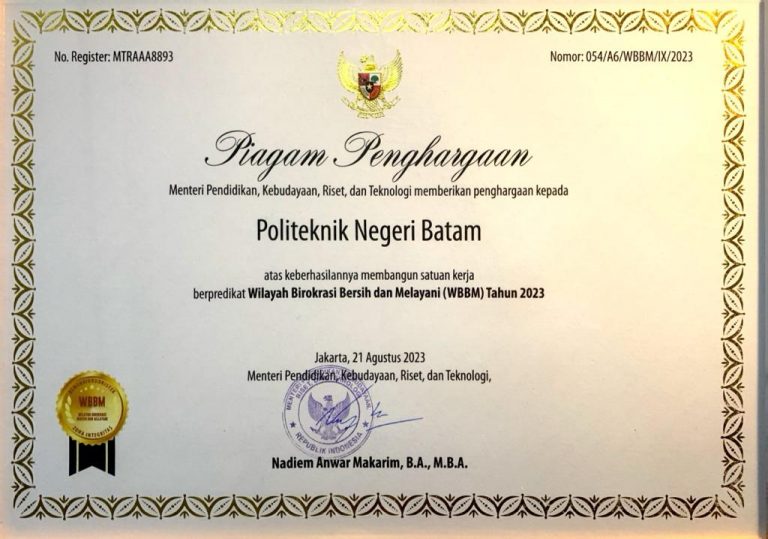 No. Register: MTRAAA8893
Nomor: 054/A6/WBBM/IX/2023
Piagam Penghargaan
Menteri Pendidikan, Kebudayaan, Riset, dan Teknologi memberikan penghargaan kepada
Politeknik Negeri Batam
atas keberhasilannya membangun satuan kerja
berpredikat Wilayah Birokrasi Bersih dan Melayani (WBBM) Tahun 2023
Jakarta, 21 Agustus 2023
Menteri Pendidikan, Kebudayaan, Riset, dan Teknologi,
REPUBLIK INDONESIA
Nadiem Anwar Makarim, B.A., M.B.A.
WBBM
ZONA INTEGRITAS